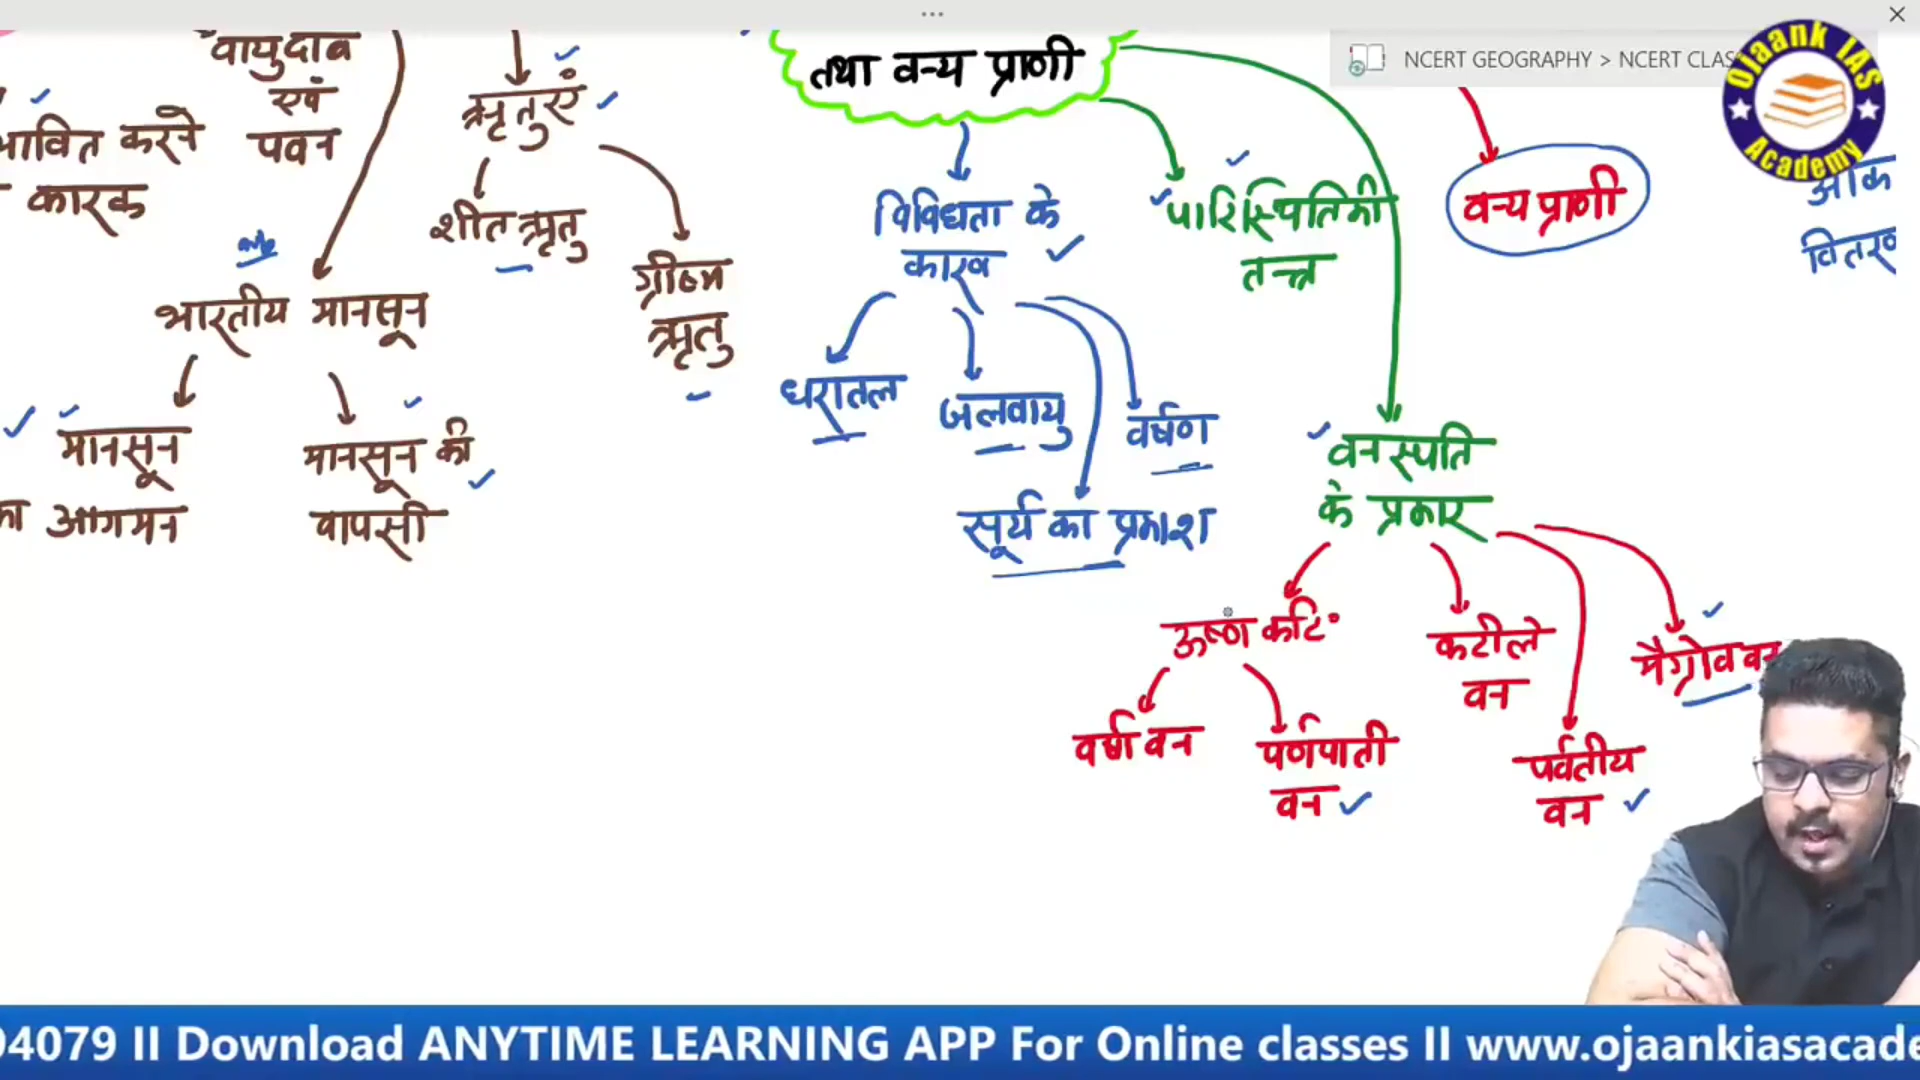 NCERT GEOGRAPHY > NCERT CLAS
Ojaank IAS
Academy
वायुदाब
एवं
पवन
भावित करने
कारक
ऋतुएं
शीत ऋतु
ग्रीष्म
ऋतु
भारतीय मानसून
मानसून
का आगमन
मानसून की
वापसी
तथा वन्य प्राणी
विविधता के
कारण
धरातल
जलवायु
वर्षण
सूर्य का प्रकाश
पारिस्थितिकी
तन्त्र
वन्य प्राणी
वनस्पति
के प्रकार
ऊष्ण कटि॰
वर्षा वन
पर्णपाती
वन
कटीले
वन
पर्वतीय
वन
मैंग्रोव वन
04079 II Download ANYTIME LEARNING APP For Online classes II www.ojaankiasacade